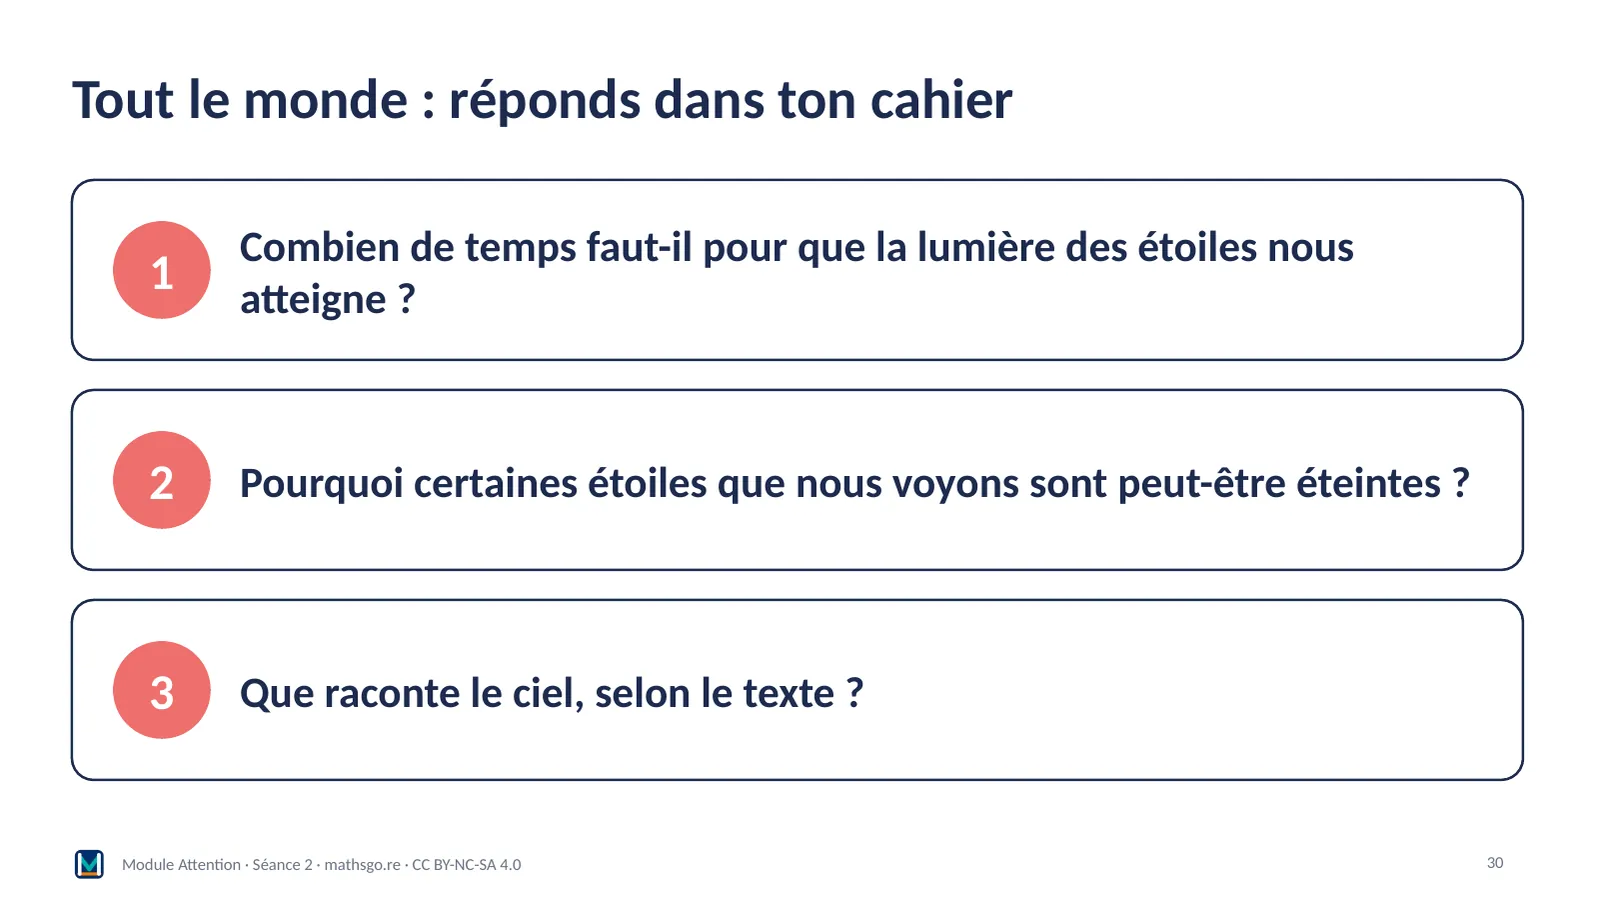 Tout le monde : réponds dans ton cahier
1
Combien de temps faut-il pour que la lumière des étoiles nous
atteigne ?
2
Pourquoi certaines étoiles que nous voyons sont peut-être éteintes ?
3
Que raconte le ciel, selon le texte ?
Module Attention · Séance 2 · mathsgo.re · CC BY-NC-SA 4.0
30